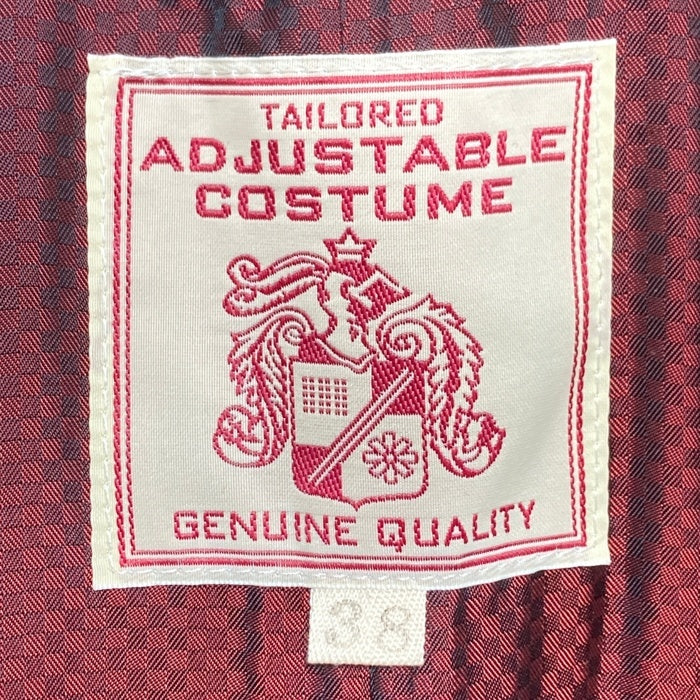 TAILORED
ADJUSTABLE
COSTUME
GENUINE QUALITY
38